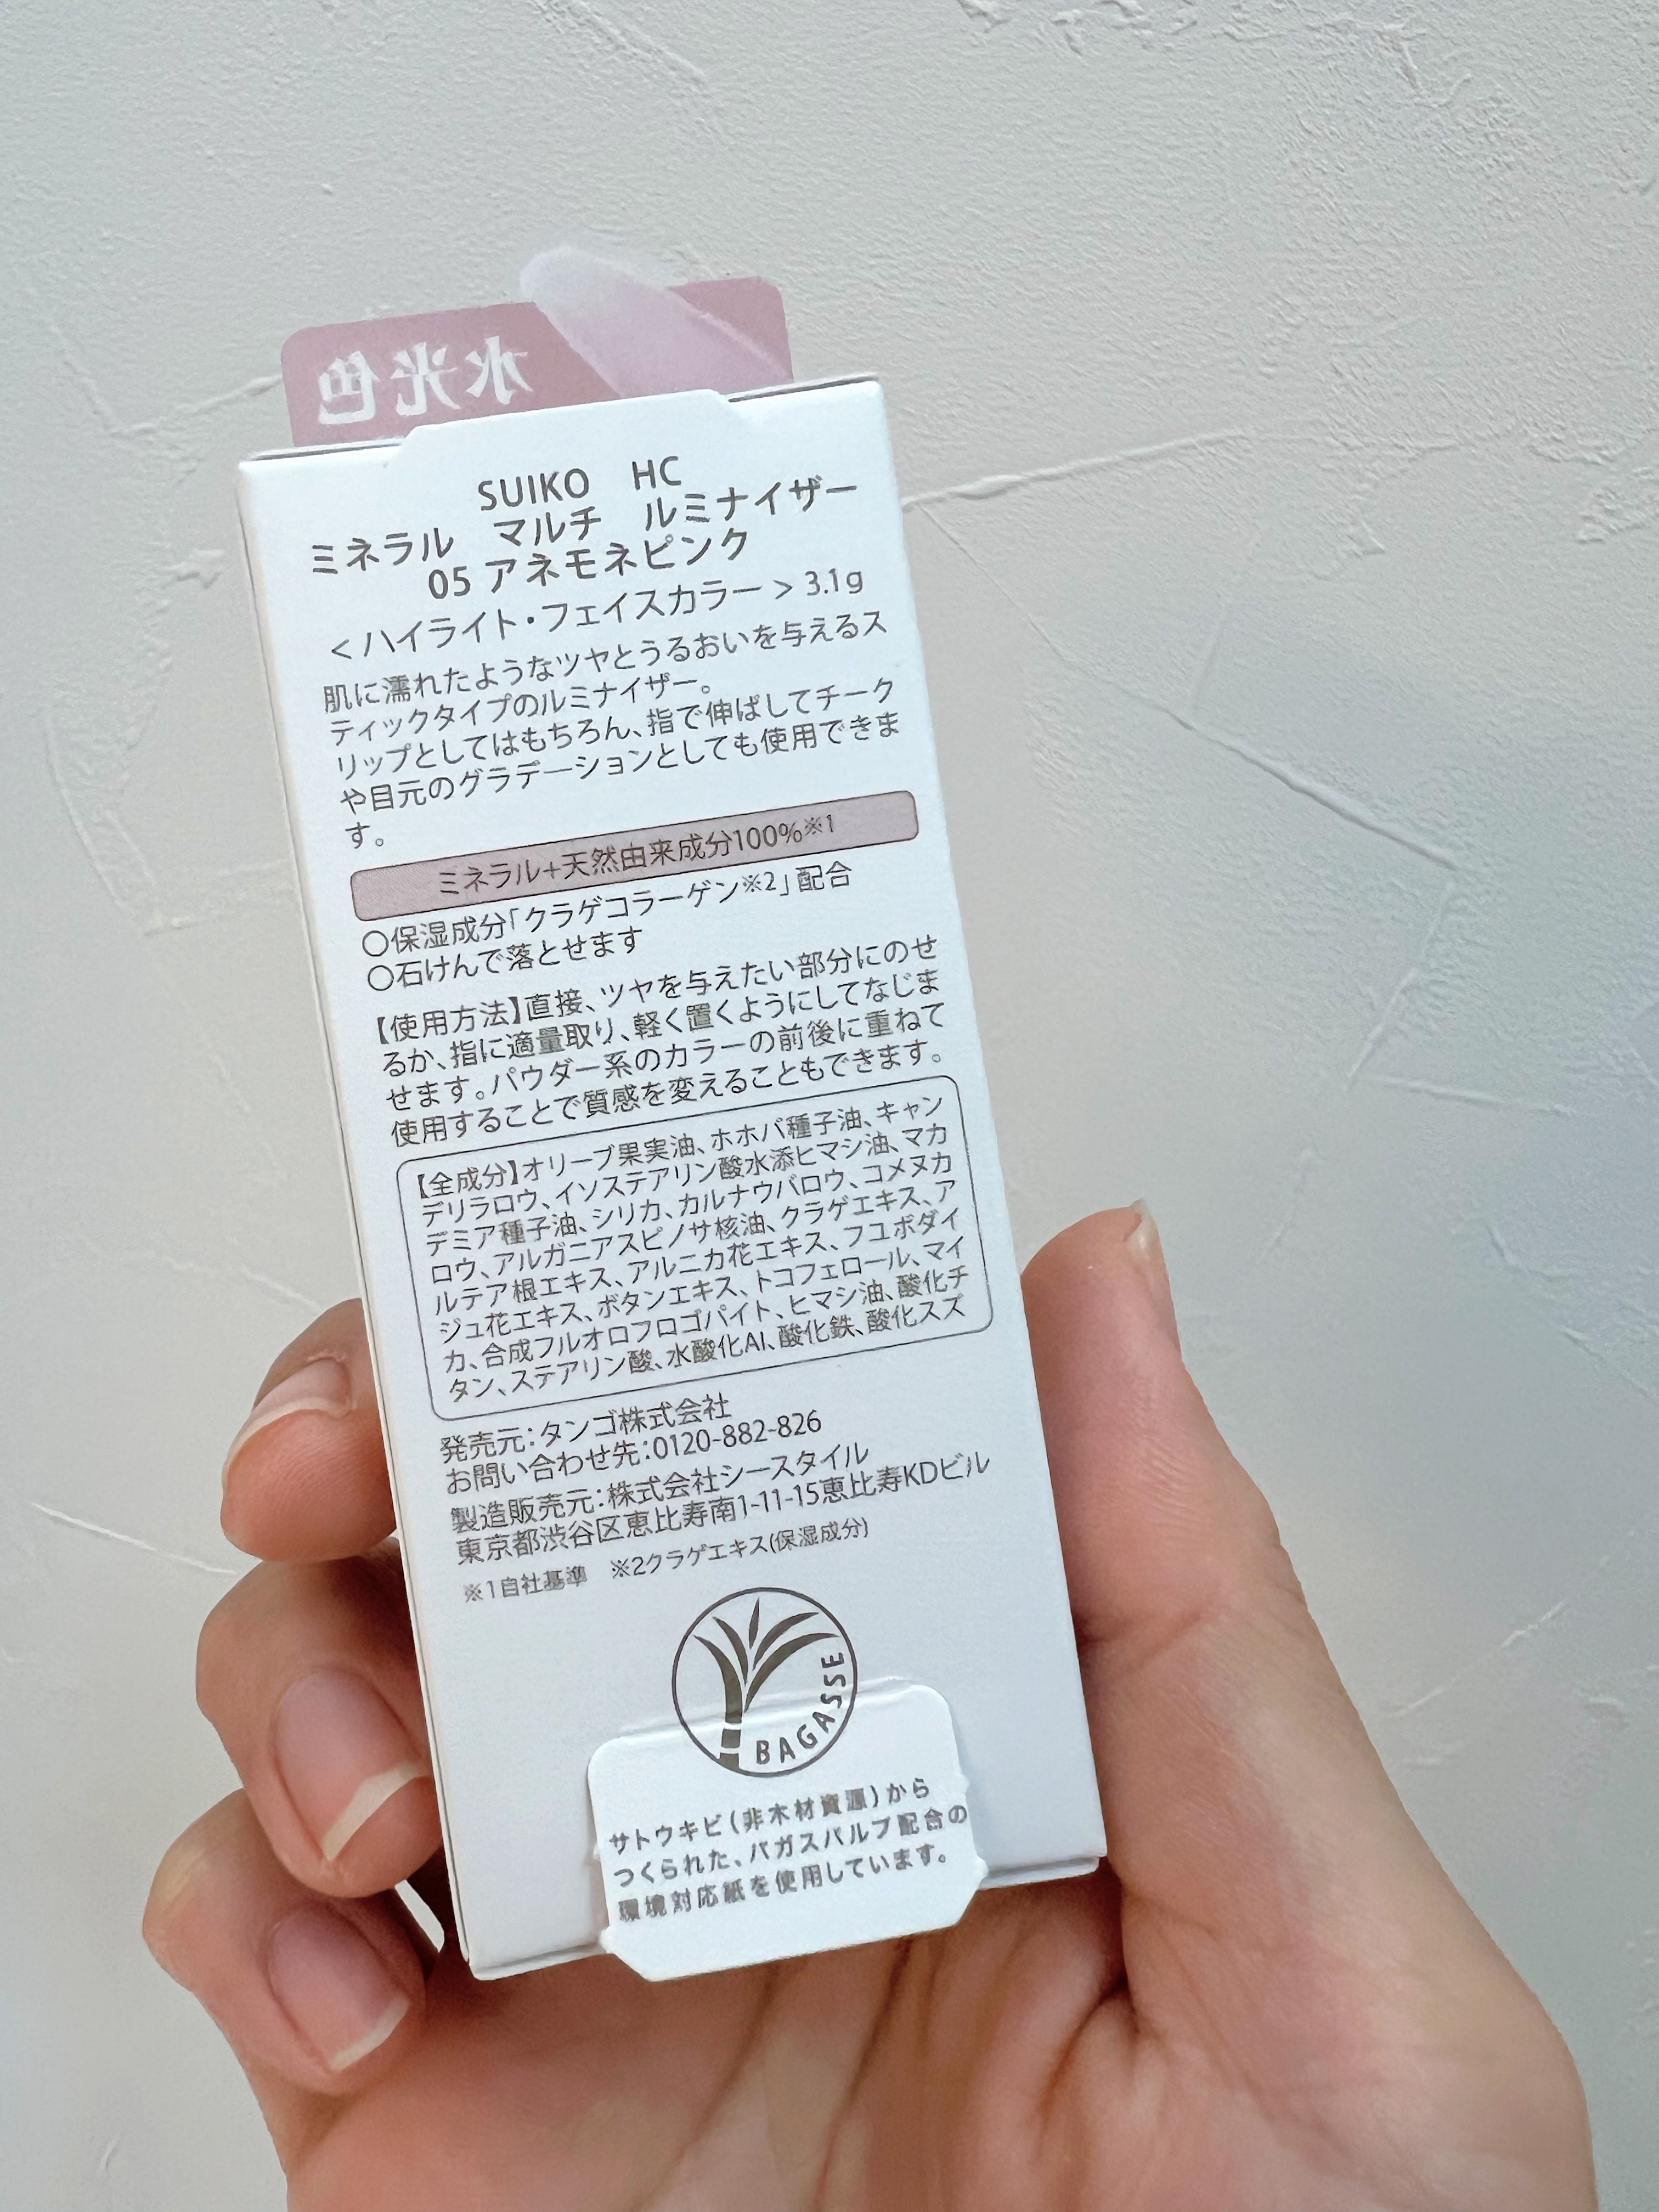 水光色
SUIKO HC
ミネラル マルチ ルミナイザー
05 アネモネピンク
<ハイライト・フェイスカラー> 3.1g
肌に濡れたようなツヤとうるおいを与えるス
ティックタイプのルミナイザー。
リップとしてはもちろん、指で伸ばしてチーク
や目元のグラデーションとしても使用できま
す。
ミネラル+天然由来成分100%※1
○保湿成分「クラゲコラーゲン※2」配合
○石けんで落とせます
【使用方法】直接、ツヤを与えたい部分にのせ
るか、指に適量取り、軽く置くようにしてなじま
せます。パウダー系のカラーの前後に重ねて
使用することで質感を変えることもできます。
【全成分】オリーブ果実油、ホホバ種子油、キャン
デリラロウ、イソステアリン酸水添ヒマシ油、マカ
デミア種子油、シリカ、カルナウバロウ、コメヌカ
ロウ、アルガニアスピノサ核油、クラゲエキス、ア
ルテア根エキス、アルニカ花エキス、フユボダイ
ジュ花エキス、ボタンエキス、トコフェロール、マイ
カ、合成フルオロフロゴパイト、ヒマシ油、酸化チ
タン、ステアリン酸、水酸化Al、酸化鉄、酸化スズ
発売元：タンゴ株式会社
お問い合わせ先：0120-882-826
製造販売元：株式会社シースタイル
東京都渋谷区恵比寿南1-11-15恵比寿KDビル
※1自社基準 ※2クラゲエキス(保湿成分)
BAGASSE
サトウキビ(非木材資源)から
つくられた、バガスパルプ配合の
環境対応紙を使用しています。